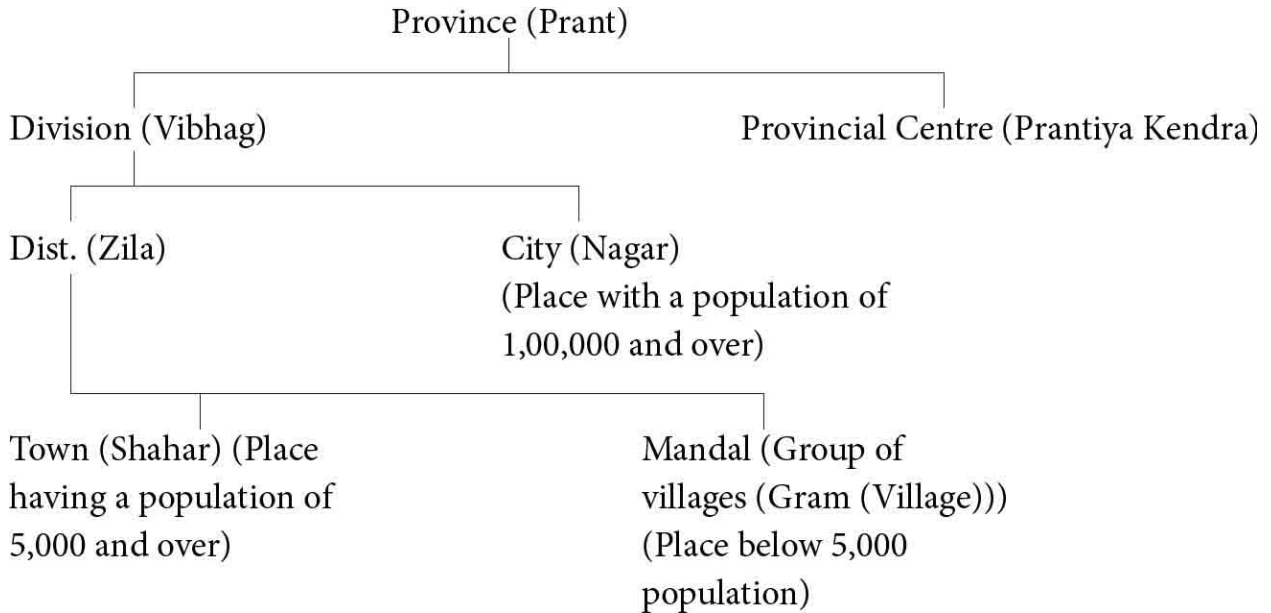 Province (Prant)
Division (Vibhag)
Provincial Centre (Prantiya Kendra)
Dist. (Zila)
City (Nagar)
(Place with a population of
1,00,000 and over)
Town (Shahar) (Place
having a population of
5,000 and over)
Mandal (Group of
villages (Gram (Village)))
(Place below 5,000
population)